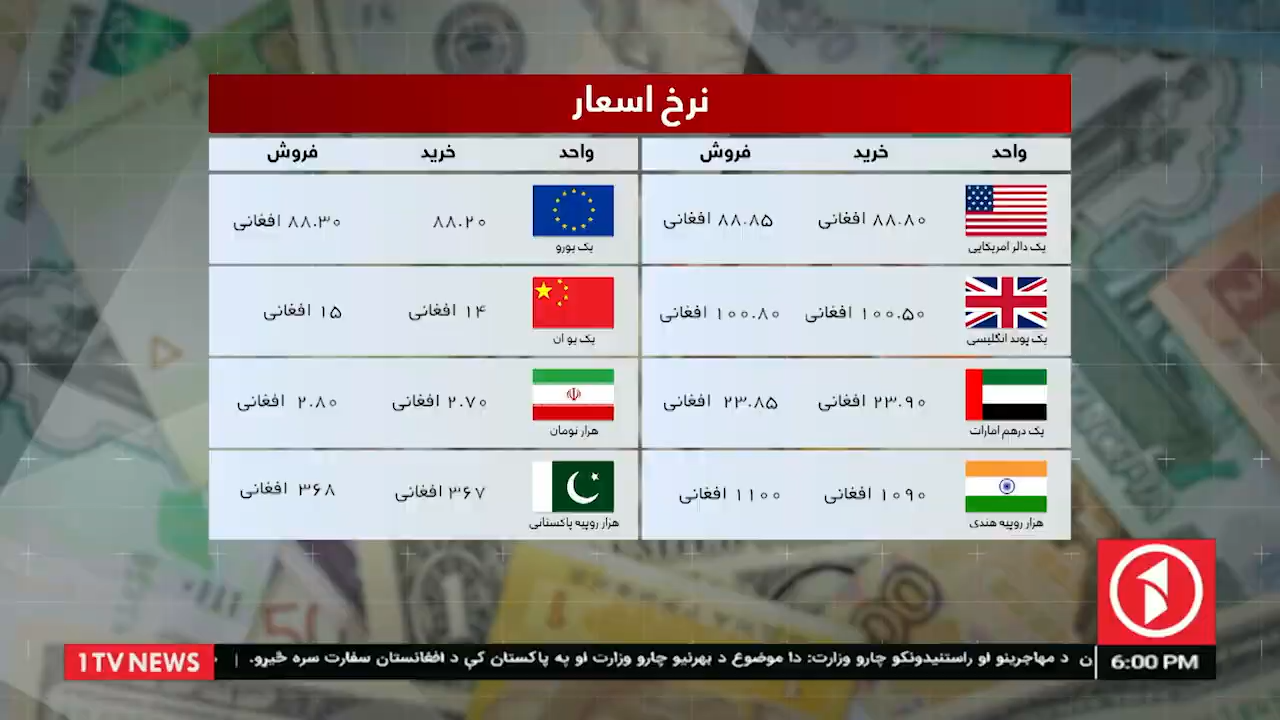 نرخ اسعار
واحد خرید فروش
۸۸.۸۰ افغانی ۸۸.۸۵ افغانی
یک دالر امریکایی
۱۰۰.۵۰ افغانی ۱۰۰.۸۰ افغانی
یک پوند انگلیسی
۲۳.۹۰ افغانی ۲۳.۸۵ افغانی
یک درهم امارات
۱۰۹۰ افغانی ۱۱۰۰ افغانی
هزار روپیه هندی
واحد خرید فروش
۸۸.۲۰ ۸۸.۳۰ افغانی
یک یورو
۱۴ افغانی ۱۵ افغانی
یک یو ان
۲.۷۰ افغانی ۲.۸۰ افغانی
هزار تومان
۳۶۷ افغانی ۳۶۸ افغانی
هزار روپیه پاکستانی
6:00 PM
ن د مهاجرینو او راستنیدونکو چارو وزارت: دا موضوع د بهرنیو چارو وزارت او په پاکستان کې د افغانستان سفارت سره څېړو. |
1TV NEWS